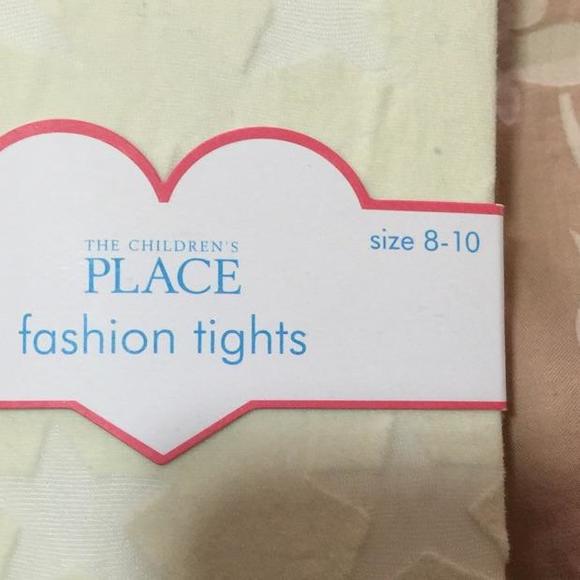 THE CHILDREN'S
PLACE
fashion tights
size 8-10